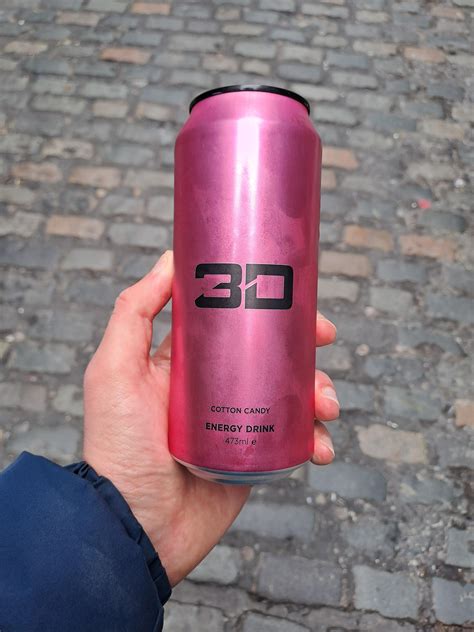 3D
COTTON CANDY
ENERGY DRINK
473ml e